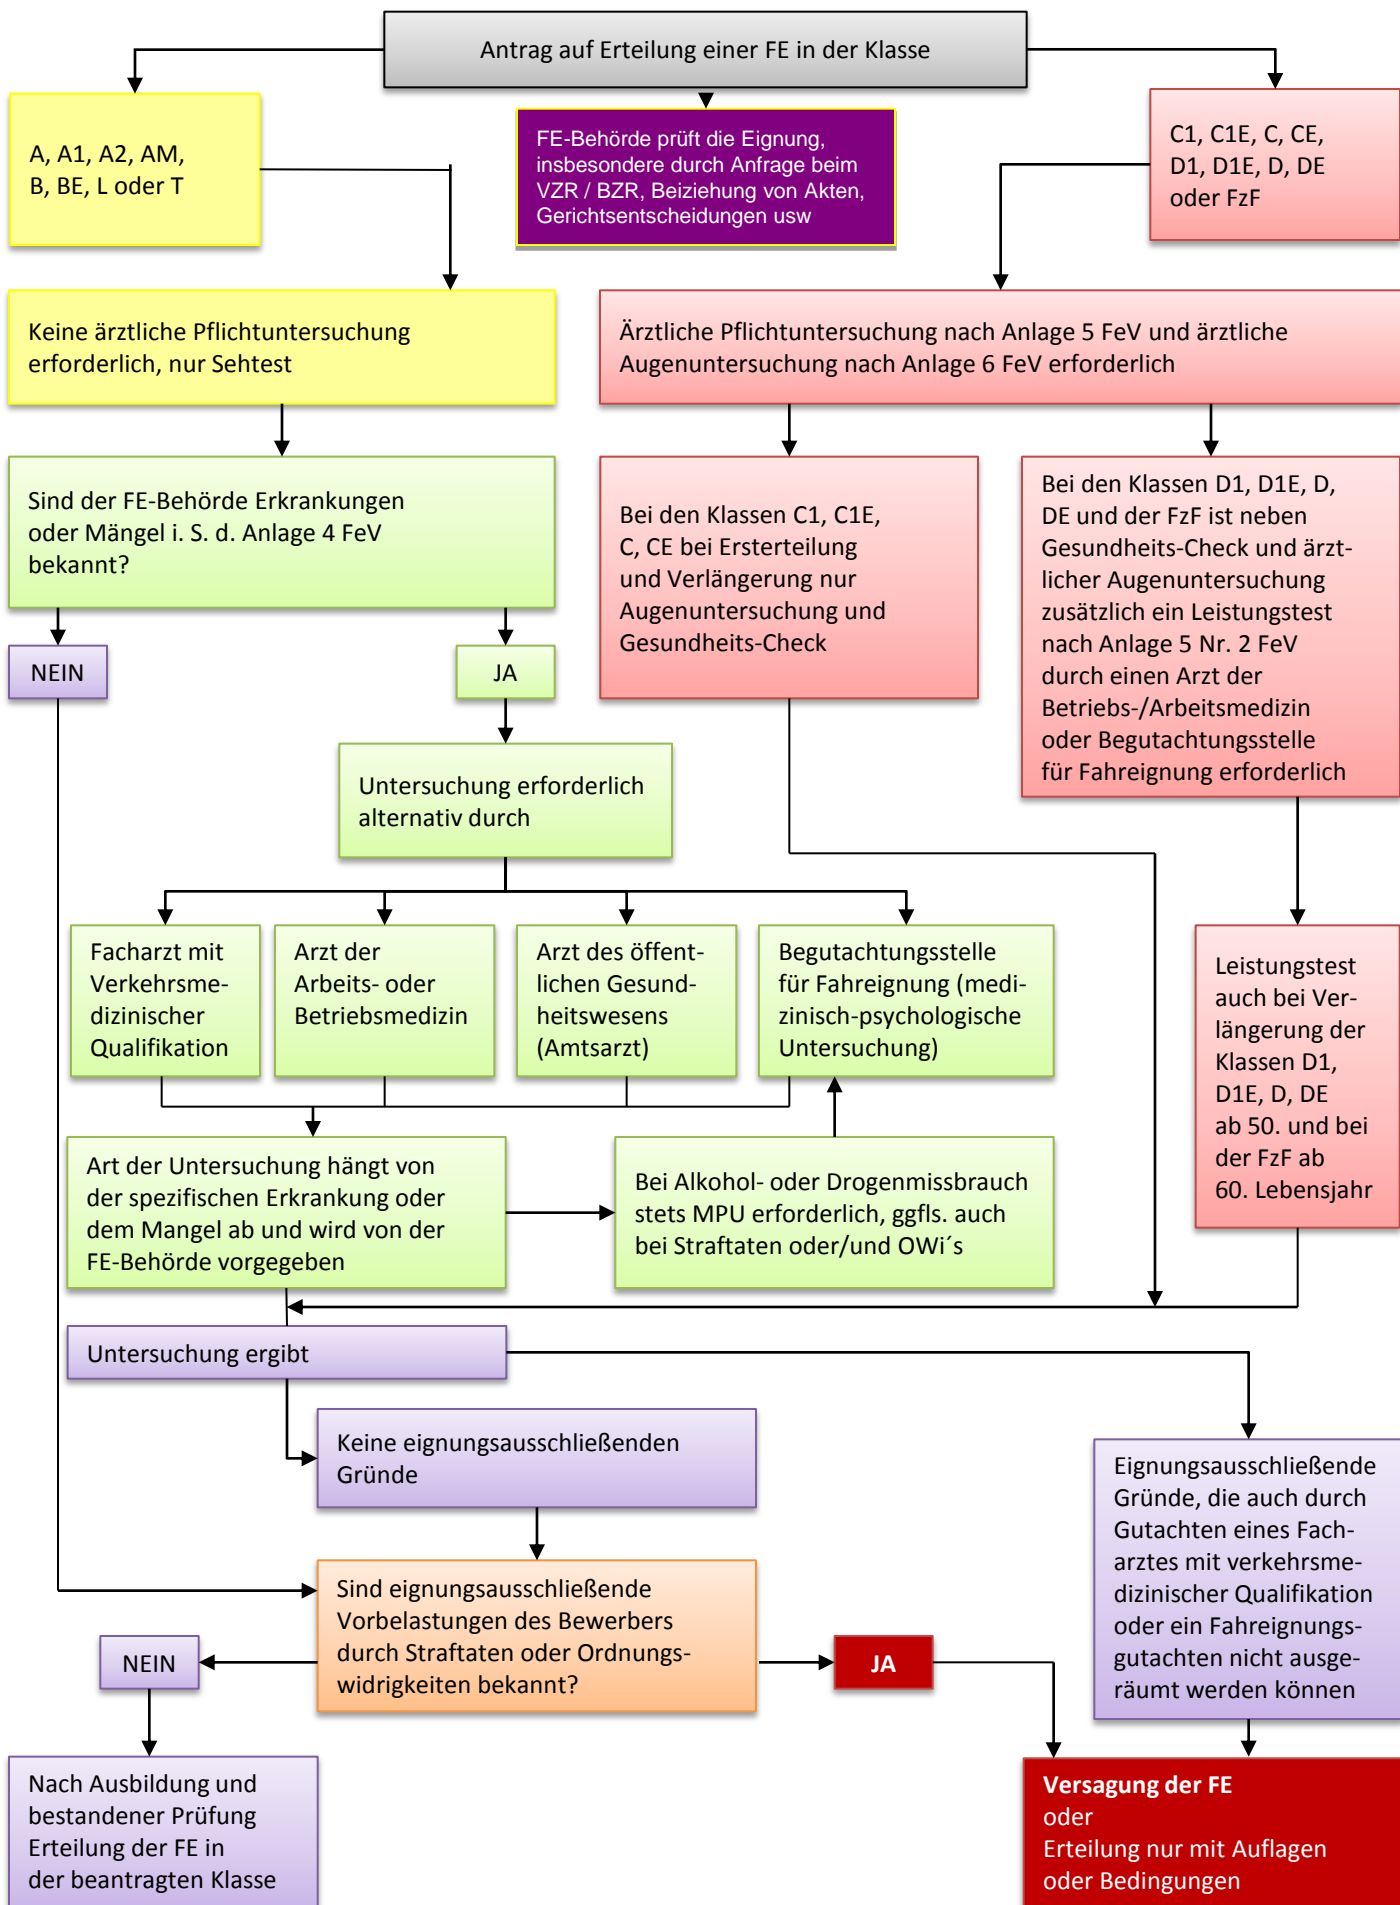 Antrag auf Erteilung einer FE in der Klasse
A, A1, A2, AM,
B, BE, L oder T
FE-Behörde prüft die Eignung,
insbesondere durch Anfrage beim
VZR / BZR, Beiziehung von Akten,
Gerichtsentscheidungen usw
C1, C1E, C, CE,
D1, D1E, D, DE
oder FzF
Keine ärztliche Pflichtuntersuchung
erforderlich, nur Sehtest
Ärztliche Pflichtuntersuchung nach Anlage 5 FeV und ärztliche
Augenuntersuchung nach Anlage 6 FeV erforderlich
Sind der FE-Behörde Erkrankungen
oder Mängel i. S. d. Anlage 4 FeV
bekannt?
Bei den Klassen C1, C1E,
C, CE bei Ersterteilung
und Verlängerung nur
Augenuntersuchung und
Gesundheits-Check
Bei den Klassen D1, D1E, D,
DE und der FzF ist neben
Gesundheits-Check und ärzt-
licher Augenuntersuchung
zusätzlich ein Leistungstest
nach Anlage 5 Nr. 2 FeV
durch einen Arzt der
Betriebs-/Arbeitsmedizin
oder Begutachtungsstelle
für Fahreignung erforderlich
NEIN
JA
Untersuchung erforderlich
alternativ durch
Facharzt mit
Verkehrsme-
dizinischer
Qualifikation
Arzt der
Arbeits- oder
Betriebsmedizin
Arzt des öffent-
lichen Gesund-
heitswesens
(Amtsarzt)
Begutachtungsstelle
für Fahreignung (medi-
zinisch-psychologische
Untersuchung)
Leistungstest
auch bei Ver-
längerung der
Klassen D1,
D1E, D, DE
ab 50. und bei
der FzF ab
60. Lebensjahr
Art der Untersuchung hängt von
der spezifischen Erkrankung oder
dem Mangel ab und wird von der
FE-Behörde vorgegeben
Bei Alkohol- oder Drogenmissbrauch
stets MPU erforderlich, ggfls. auch
bei Straftaten oder/und OWi´s
Untersuchung ergibt
Keine eignungsausschließenden
Gründe
Eignungsausschließende
Gründe, die auch durch
Gutachten eines Fach-
arztes mit verkehrsme-
dizinischer Qualifikation
oder ein Fahreignungs-
gutachten nicht ausge-
räumt werden können
Sind eignungsausschließende
Vorbelastungen des Bewerbers
durch Straftaten oder Ordnungs-
widrigkeiten bekannt?
NEIN
JA
Nach Ausbildung und
bestandener Prüfung
Erteilung der FE in
der beantragten Klasse
Versagung der FE
oder
Erteilung nur mit Auflagen
oder Bedingungen